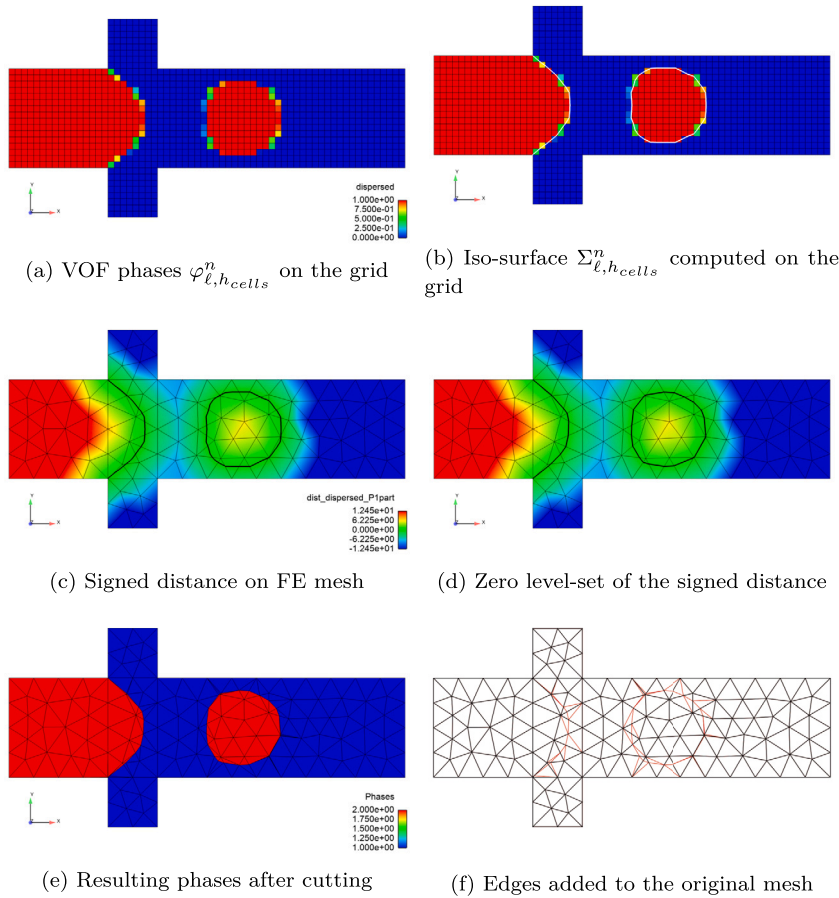 dispersed
1.000e+00
7.500e-01
5.000e-01
2.500e-01
0.000e+00
Y
Z
X
(a) VOF phases φⁿℓ,hcells on the grid
Y
Z
X
(b) Iso-surface Σⁿℓ,hcells computed on the
grid
dist_dispersed_P1part
1.245e+01
6.225e+00
0.000e+00
-6.225e+00
-1.245e+01
Y
Z
X
(c) Signed distance on FE mesh
Y
Z
X
(d) Zero level-set of the signed distance
Phases
2.000e+00
1.750e+00
1.500e+00
1.250e+00
1.000e+00
Y
Z
X
(e) Resulting phases after cutting
(f) Edges added to the original mesh